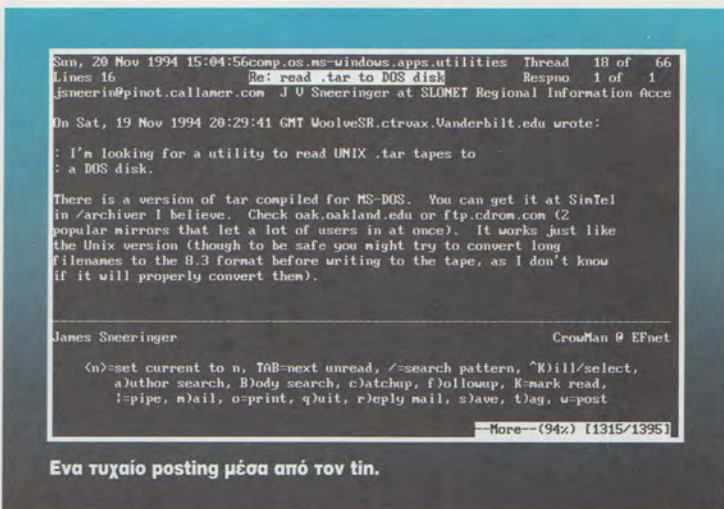 Sun, 20 Nov 1994 15:04:56comp.os.ms-windows.apps.utilities Thread 18 of 66
Lines 16 Re: read .tar to DOS disk Respno 1 of 1
jsneerin@pinot.callamer.com J V Sneeringer at SLONET Regional Information Acce
On Sat, 19 Nov 1994 20:29:41 GMT WoolveSR.ctrvax.Vanderbilt.edu wrote:
: I'm looking for a utility to read UNIX .tar tapes to
: a DOS disk.
There is a version of tar compiled for MS-DOS. You can get it at SimTel
in /archiver I believe. Check oak.oakland.edu or ftp.cdrom.com (2
popular mirrors that let a lot of users in at once). It works just like
the Unix version (though to be safe you might try to convert long
filenames to the 8.3 format before writing to the tape, as I don't know
if it will properly convert them).
James Sneeringer CrowMan @ EFnet
<n>=set current to n, TAB=next unread, /=search pattern, ^K)ill/select,
a)uthor search, B)ody search, c)atchup, f)ollowup, K=mark read,
|=pipe, m)ail, o=print, q)uit, r)eply mail, s)ave, t)ag, w=post
--More--(94%) [1315/1395]
Ενα τυχαίο posting μέσα από τον tin.